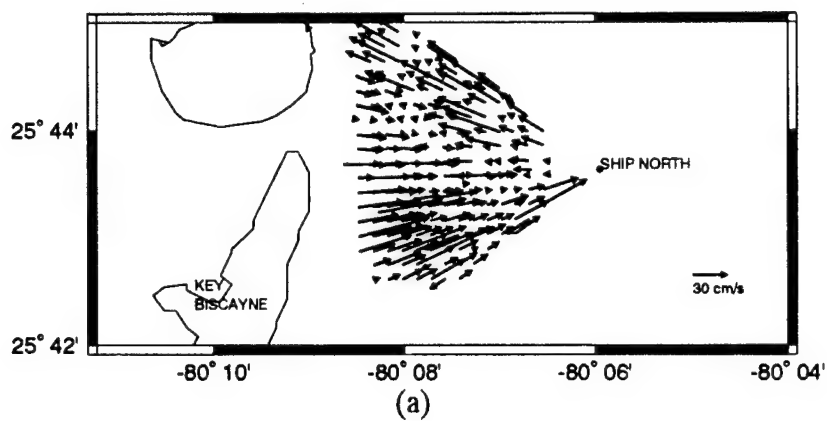 25° 44'
SHIP NORTH
KEY
BISCAYNE
30 cm/s
25° 42'
-80° 10'
-80° 08'
-80° 06'
-80° 04'
(a)